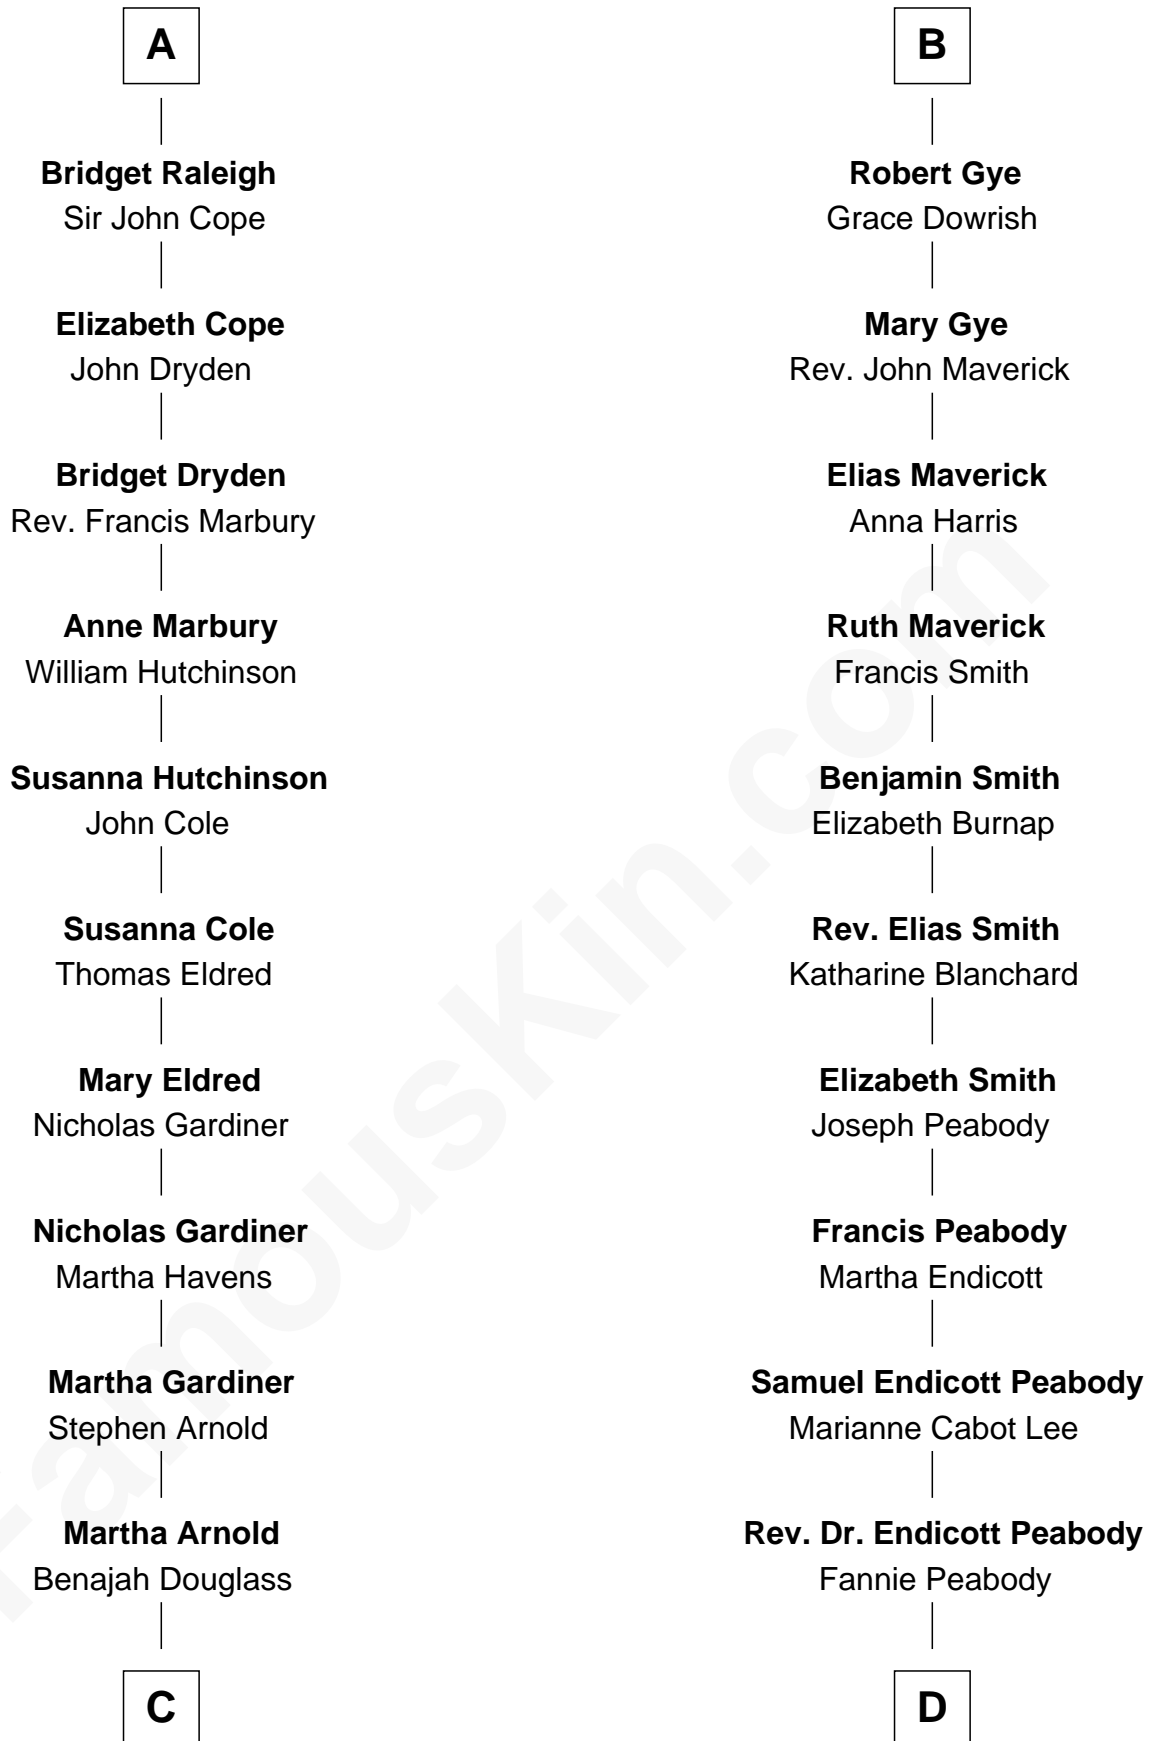 A
Bridget Raleigh
Sir John Cope
Elizabeth Cope
John Dryden
Bridget Dryden
Rev. Francis Marbury
Anne Marbury
William Hutchinson
Susanna Hutchinson
John Cole
Susanna Cole
Thomas Eldred
Mary Eldred
Nicholas Gardiner
Nicholas Gardiner
Martha Havens
Martha Gardiner
Stephen Arnold
Martha Arnold
Benajah Douglass
C
B
Robert Gye
Grace Dowrish
Mary Gye
Rev. John Maverick
Elias Maverick
Anna Harris
Ruth Maverick
Francis Smith
Benjamin Smith
Elizabeth Burnap
Rev. Elias Smith
Katharine Blanchard
Elizabeth Smith
Joseph Peabody
Francis Peabody
Martha Endicott
Samuel Endicott Peabody
Marianne Cabot Lee
Rev. Dr. Endicott Peabody
Fannie Peabody
D
FamousKin.com